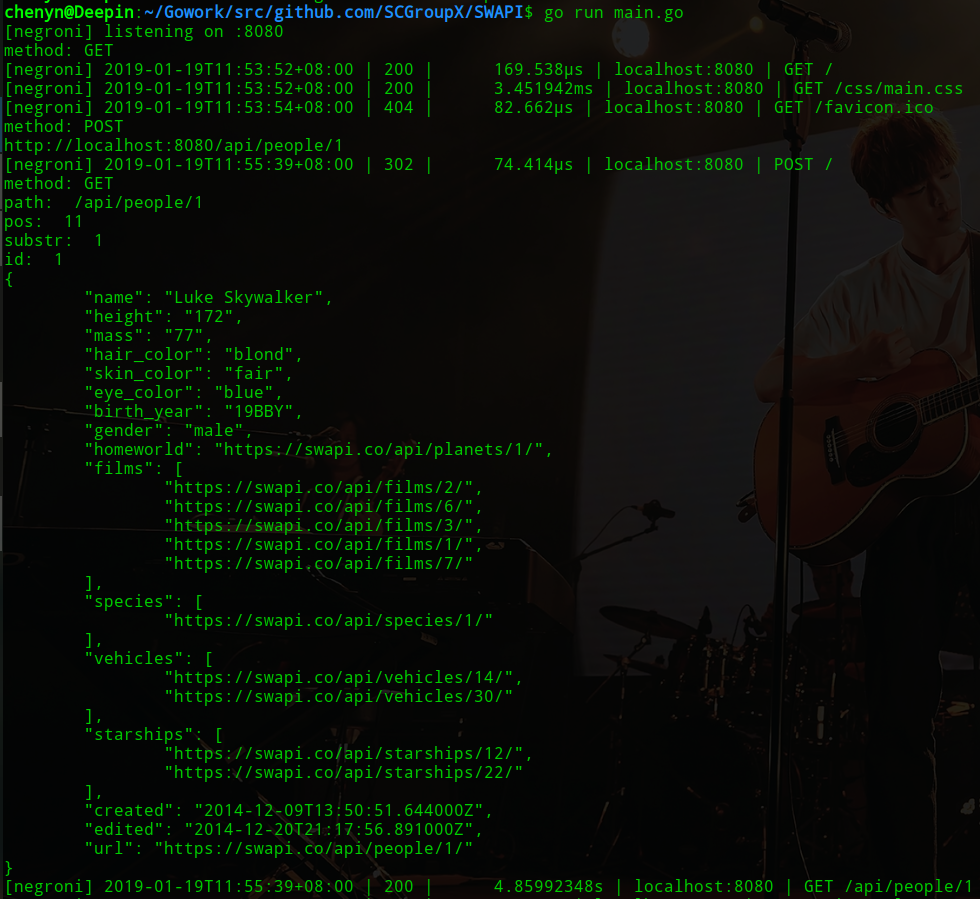 chenyn@Deepin:~/Gowork/src/github.com/SCGroupX/SWAPI$ go run main.go
[negroni] listening on :8080
method: GET
[negroni] 2019-01-19T11:53:52+08:00 | 200 |      169.538µs | localhost:8080 | GET /
[negroni] 2019-01-19T11:53:52+08:00 | 200 |      3.451942ms | localhost:8080 | GET /css/main.css
[negroni] 2019-01-19T11:53:54+08:00 | 404 |      82.662µs | localhost:8080 | GET /favicon.ico
method: POST
http://localhost:8080/api/people/1
[negroni] 2019-01-19T11:55:39+08:00 | 302 |      74.414µs | localhost:8080 | POST /
method: GET
path:  /api/people/1
pos:  11
substr:  1
id:  1
{
        "name": "Luke Skywalker",
        "height": "172",
        "mass": "77",
        "hair_color": "blond",
        "skin_color": "fair",
        "eye_color": "blue",
        "birth_year": "19BBY",
        "gender": "male",
        "homeworld": "https://swapi.co/api/planets/1/",
        "films": [
                "https://swapi.co/api/films/2/",
                "https://swapi.co/api/films/6/",
                "https://swapi.co/api/films/3/",
                "https://swapi.co/api/films/1/",
                "https://swapi.co/api/films/7/"
        ],
        "species": [
                "https://swapi.co/api/species/1/"
        ],
        "vehicles": [
                "https://swapi.co/api/vehicles/14/",
                "https://swapi.co/api/vehicles/30/"
        ],
        "starships": [
                "https://swapi.co/api/starships/12/",
                "https://swapi.co/api/starships/22/"
        ],
        "created": "2014-12-09T13:50:51.644000Z",
        "edited": "2014-12-20T21:17:56.891000Z",
        "url": "https://swapi.co/api/people/1/"
}
[negroni] 2019-01-19T11:55:39+08:00 | 200 |      4.85992348s | localhost:8080 | GET /api/people/1